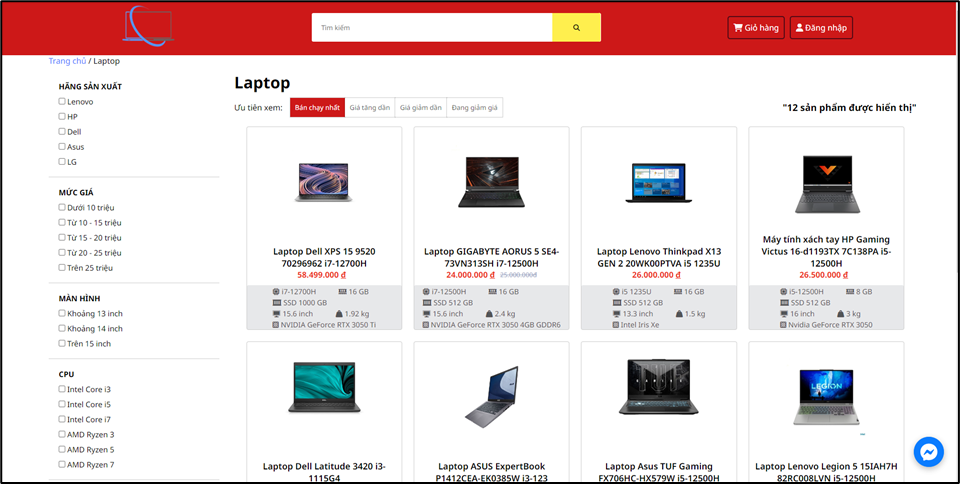 Tìm kiếm
Giỏ hàng
Đăng nhập
Trang chủ / Laptop
HÃNG SẢN XUẤT
Lenovo
HP
Dell
Asus
LG
MỨC GIÁ
Dưới 10 triệu
Từ 10 - 15 triệu
Từ 15 - 20 triệu
Từ 20 - 25 triệu
Trên 25 triệu
MÀN HÌNH
Khoảng 13 inch
Khoảng 14 inch
Trên 15 inch
CPU
Intel Core i3
Intel Core i5
Intel Core i7
AMD Ryzen 3
AMD Ryzen 5
AMD Ryzen 7
Laptop
Ưu tiên xem: Bán chạy nhất Giá tăng dần Giá giảm dần Đang giảm giá
"12 sản phẩm được hiển thị"
Laptop Dell XPS 15 9520
70296962 i7-12700H
58.499.000 đ
i7-12700H 16 GB
SSD 1000 GB
15.6 inch 1.92 kg
NVIDIA GeForce RTX 3050 Ti
Laptop GIGABYTE AORUS 5 SE4-
73VN313SH i7-12500H
24.000.000 đ 25.000.000đ
i7-12500H 16 GB
SSD 512 GB
15.6 inch 2.4 kg
NVIDIA GeForce RTX 3050 4GB GDDR6
Laptop Lenovo Thinkpad X13
GEN 2 20WK00PTVA i5 1235U
26.000.000 đ
i5 1235U 16 GB
SSD 512 GB
13.3 inch 1.5 kg
Intel Iris Xe
Máy tính xách tay HP Gaming
Victus 16-d1193TX 7C138PA i5-
12500H
26.500.000 đ
i5-12500H 8 GB
SSD 512 GB
16 inch 3 kg
Nvidia GeForce RTX 3050
Laptop Dell Latitude 3420 i3-
1115G4
Laptop ASUS ExpertBook
P1412CEA-EK0385W i3-123
Laptop Asus TUF Gaming
FX706HC-HX579W i5-12500H
LEGION
Laptop Lenovo Legion 5 15IAH7H
82RC008LVN i5-12500H